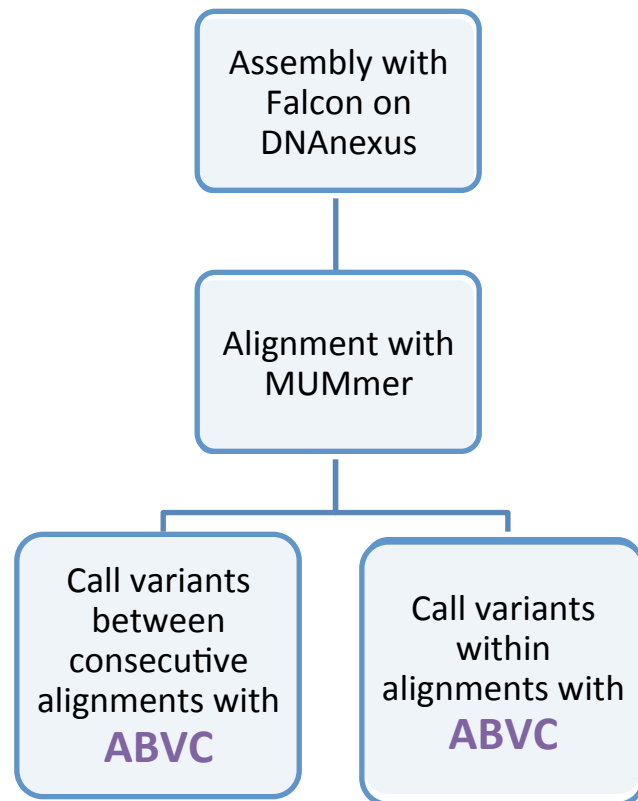 Assembly with
Falcon on
DNAnexus
Alignment with
MUMmer
Call variants
between
consecutive
alignments with
ABVC
Call variants
within
alignments with
ABVC